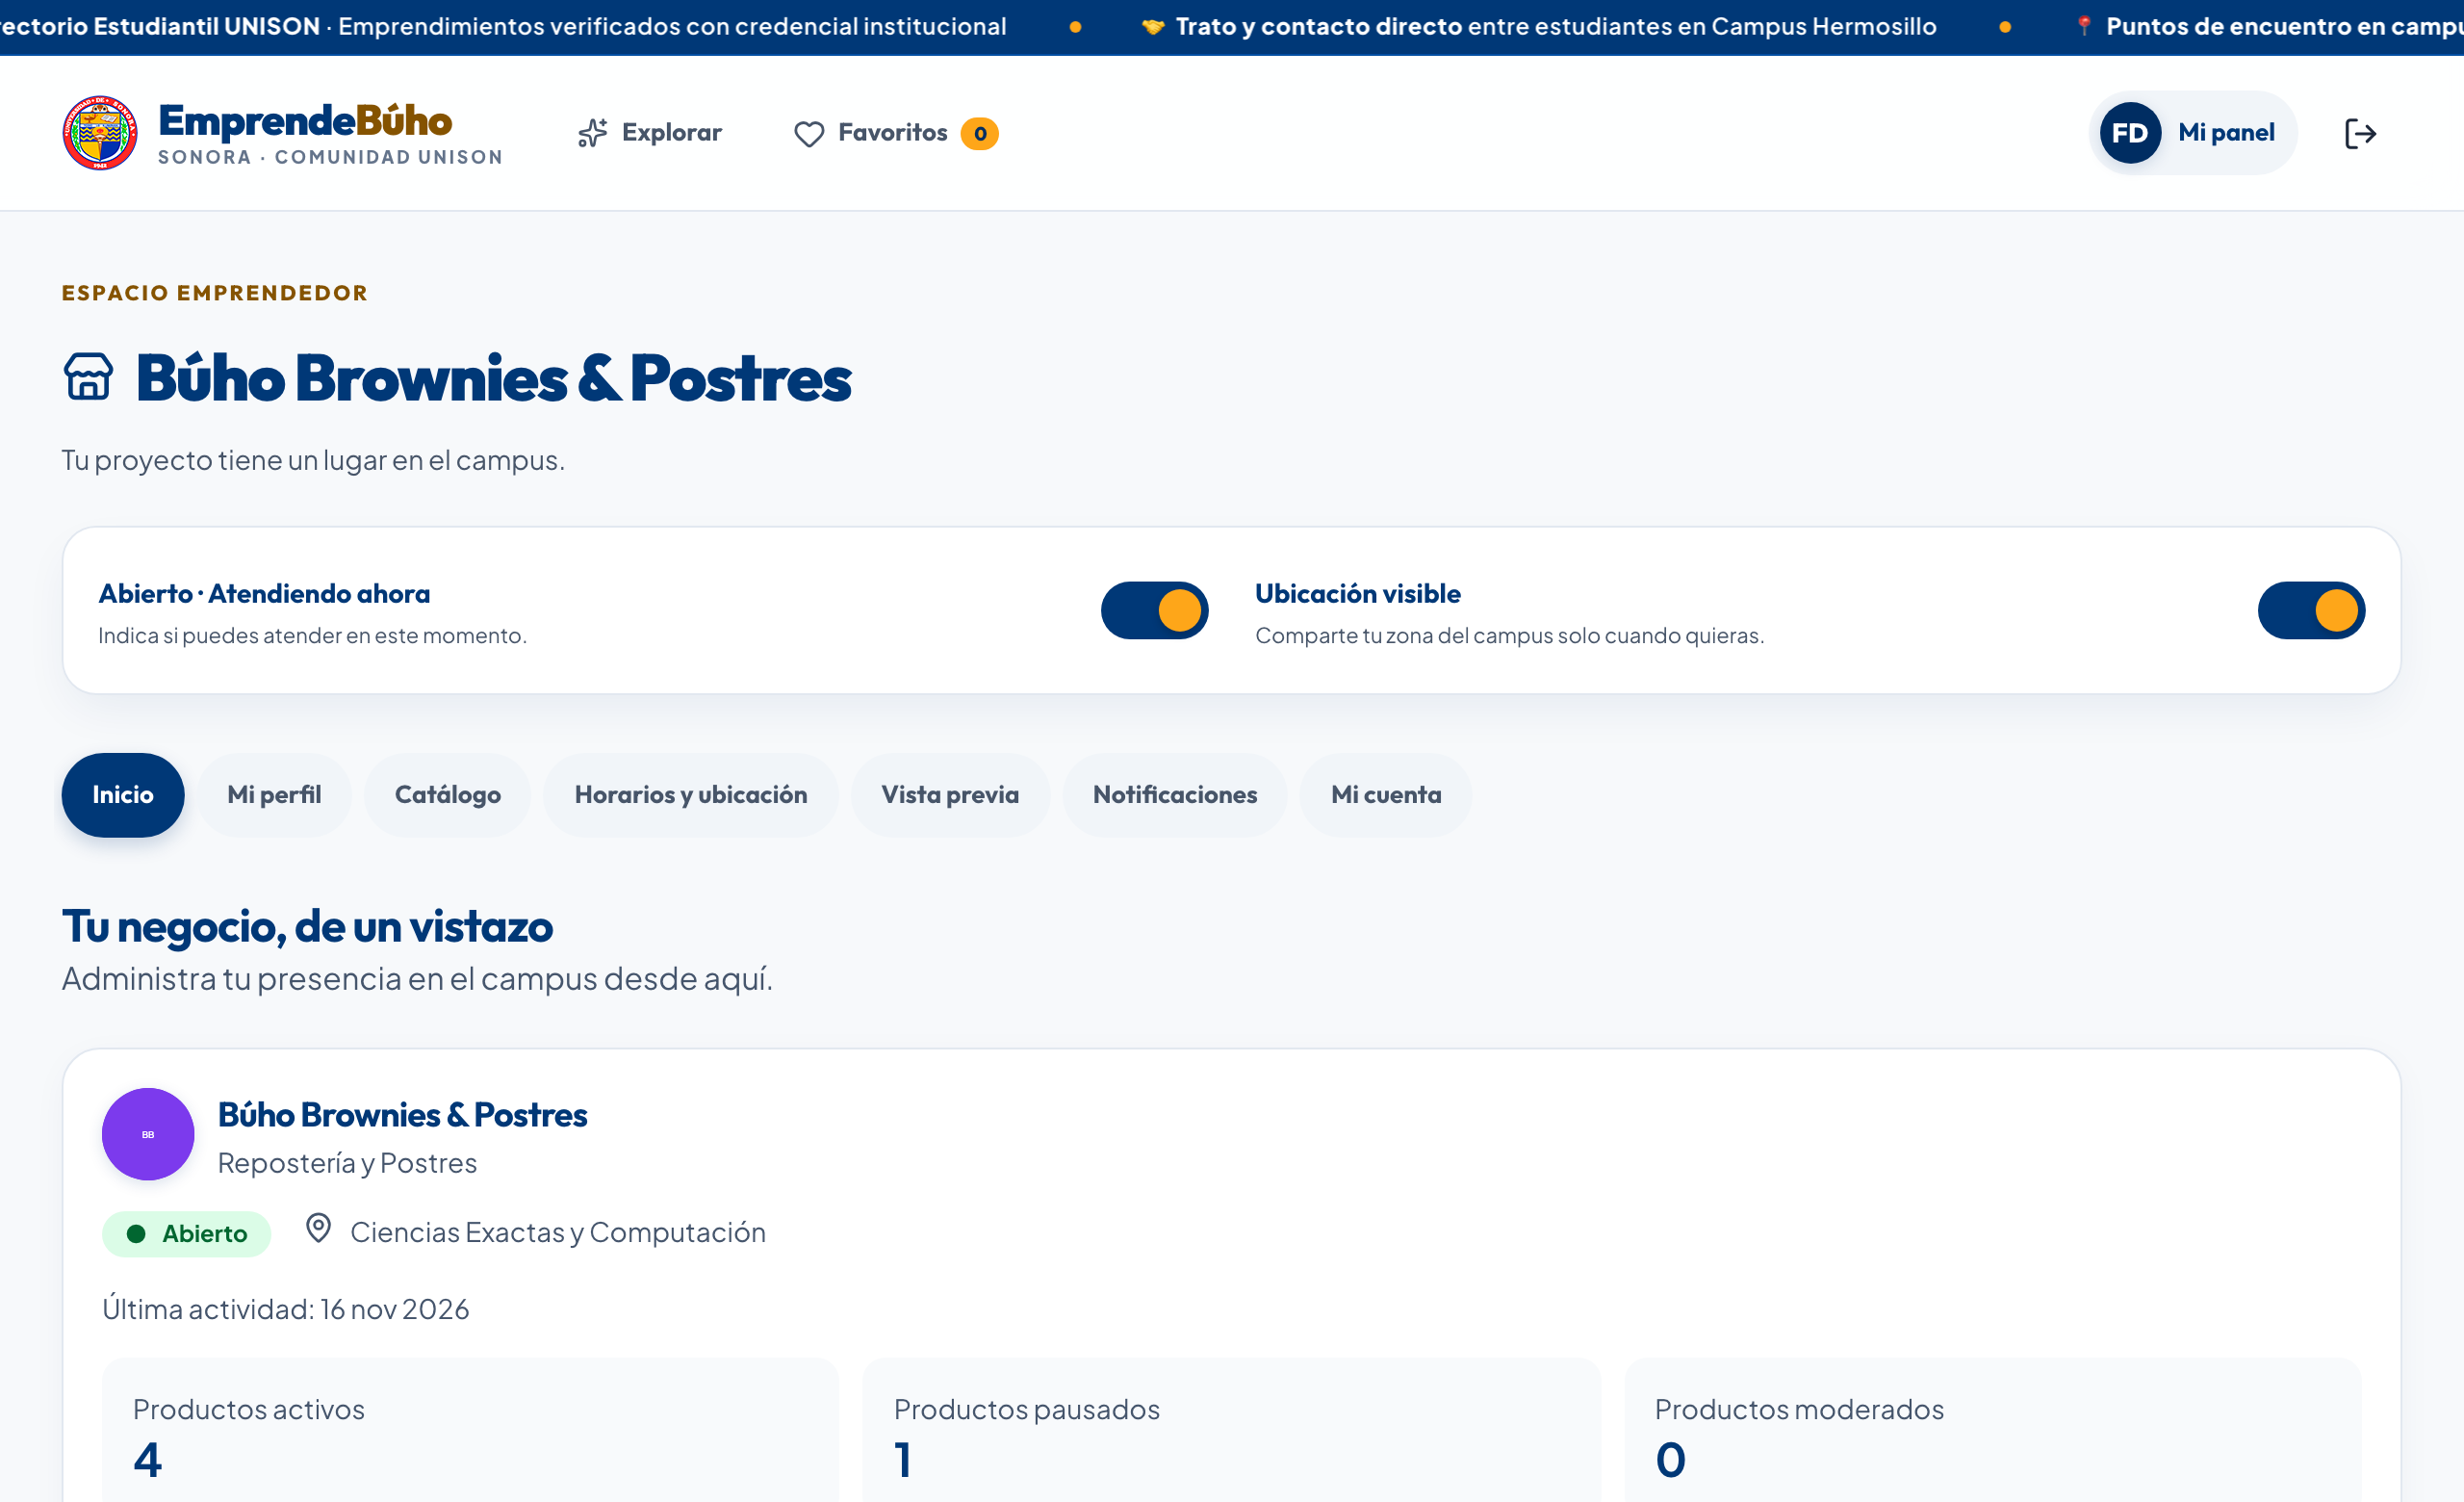 rectorio Estudiantil UNISON · Emprendimientos verificados con credencial institucional • 🤝 Trato y contacto directo entre estudiantes en Campus Hermosillo • 📍 Puntos de encuentro en campu
EmprendeBúho
SONORA · COMUNIDAD UNISON
Explorar
Favoritos 0
FD Mi panel
ESPACIO EMPRENDEDOR
Búho Brownies & Postres
Tu proyecto tiene un lugar en el campus.
Abierto · Atendiendo ahora
Indica si puedes atender en este momento.
Ubicación visible
Comparte tu zona del campus solo cuando quieras.
Inicio
Mi perfil
Catálogo
Horarios y ubicación
Vista previa
Notificaciones
Mi cuenta
Tu negocio, de un vistazo
Administra tu presencia en el campus desde aquí.
BB
Búho Brownies & Postres
Repostería y Postres
Abierto
Ciencias Exactas y Computación
Última actividad: 16 nov 2026
Productos activos
4
Productos pausados
1
Productos moderados
0